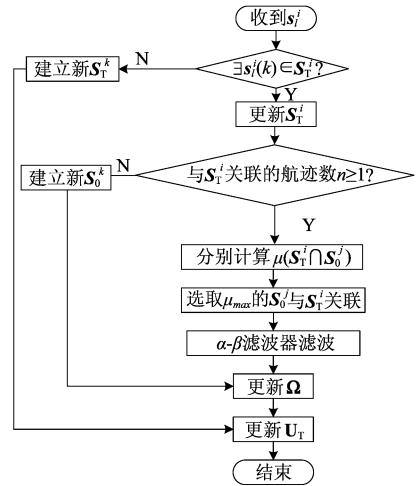 收到s_l^i
∃s_l^i(k)∈S_T^i?
N
建立新S_T^k
Y
更新S_T^i
与S_T^i关联的航迹数n≥1?
N
建立新S_0^k
Y
分别计算μ(S_T^i∩S_0^j)
选取μ_max的S_0^j与S_T^i关联
α-β滤波器滤波
更新Ω
更新U_T
结束